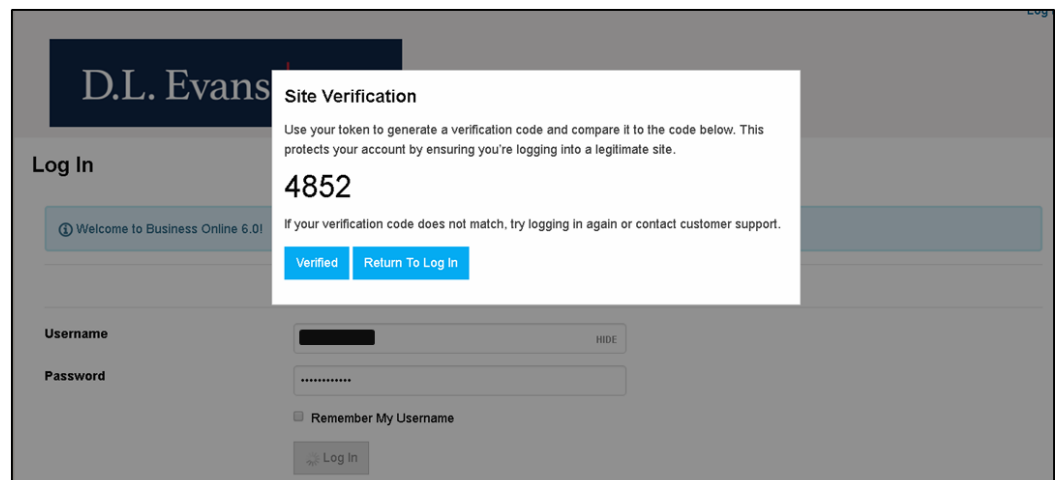 D.L. Evans
Site Verification
Use your token to generate a verification code and compare it to the code below. This
protects your account by ensuring you're logging into a legitimate site.
4852
If your verification code does not match, try logging in again or contact customer support.
Verified Return To Log In
Log In
Welcome to Business Online 6.0!
Username
HIDE
Password
Remember My Username
Log In